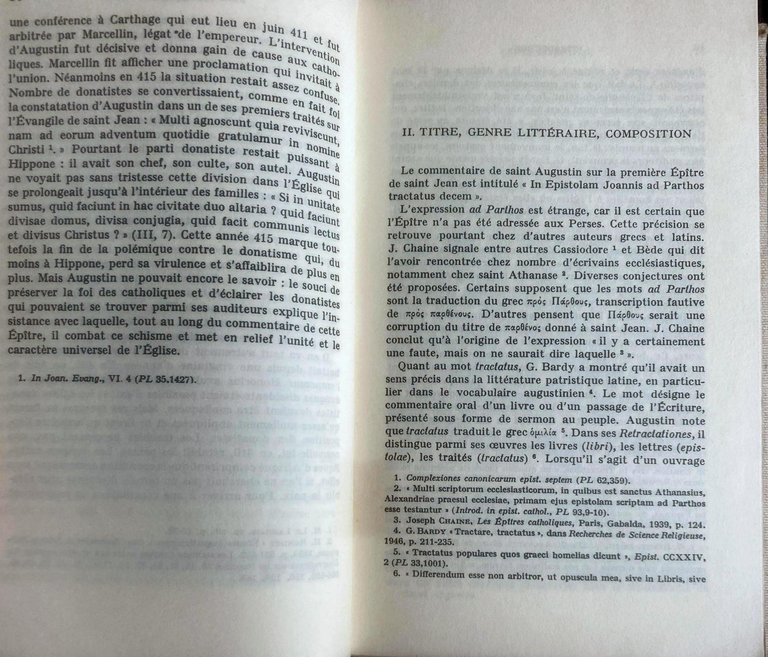 une conférence à Carthage qui eut lieu en juin 411 et fut
arbitrée par Marcellin, légat de l'empereur. L'intervention
d'Augustin fut décisive et donna gain de cause aux catho-
liques. Marcellin fit afficher une proclamation qui invitait à
l'union. Néanmoins en 415 la situation restait assez confuse.
Nombre de donatistes se convertissaient, comme en fait foi
la constatation d'Augustin dans un de ses premiers traités sur
l'Évangile de saint Jean : « Multi agnoscunt quia reviviscunt,
nam ad eorum adventum quotidie gratulamur in nomine
Christi ¹. » Pourtant le parti donatiste restait puissant à
Hippone : il avait son chef, son culte, son autel. Augustin
ne voyait pas sans tristesse cette division dans l'Église qui
se prolongeait jusqu'à l'intérieur des familles : « Si in unitate
sumus, quid faciunt in hac civitate duo altaria ? quid faciunt
divisae domus, divisa conjugia, quid facit communis lectus
et divisus Christus ? » (III, 7). Cette année 415 marque tou-
tefois la fin de la polémique contre le donatisme qui, du
moins à Hippone, perd sa virulence et s'affaiblira de plus en
plus. Mais Augustin ne pouvait encore le savoir : le souci de
préserver la foi des catholiques et d'éclairer les donatistes
qui pouvaient se trouver parmi ses auditeurs explique l'in-
sistance avec laquelle, tout au long du commentaire de cette
Épître, il combat ce schisme et met en relief l'unité et le
caractère universel de l'Église.
1. In Joan. Evang., VI. 4 (PL 35.1427).
II. TITRE, GENRE LITTÉRAIRE, COMPOSITION
Le commentaire de saint Augustin sur la première Épître
de saint Jean est intitulé « In Epistolam Joannis ad Parthos
tractatus decem ».
L'expression ad Parthos est étrange, car il est certain que
l'Épître n'a pas été adressée aux Perses. Cette précision se
retrouve pourtant chez d'autres auteurs grecs et latins.
J. Chaine signale entre autres Cassiodore ¹ et Bède qui dit
l'avoir rencontrée chez nombre d'écrivains ecclésiastiques,
notamment chez saint Athanase ². Diverses conjectures ont
été proposées. Certains supposent que les mots ad Parthos
sont la traduction du grec πρός Πάρθους, transcription fautive
de πρὸς παρθένους. D'autres pensent que Πάρθους serait une
corruption du titre de παρθένος donné à saint Jean. J. Chaine
conclut qu'à l'origine de l'expression « il y a certainement
une faute, mais on ne saurait dire laquelle ³ ».
Quant au mot tractatus, G. Bardy a montré qu'il avait un
sens précis dans la littérature patristique latine, en particu-
lier dans le vocabulaire augustinien ⁴. Le mot désigne le
commentaire oral d'un livre ou d'un passage de l'Écriture,
présenté sous forme de sermon au peuple. Augustin note
que tractatus traduit le grec ὁμιλία ⁵. Dans ses Retractationes, il
distingue parmi ses œuvres les livres (libri), les lettres (epis-
tolae), les traités (tractatus) ⁶. Lorsqu'il s'agit d'un ouvrage
1. Complexiones canonicarum epist. septem (PL 62,359).
2. « Multi scriptorum ecclesiasticorum, in quibus est sanctus Athanasius,
Alexandriae praesul ecclesiae, primam ejus epistolam scriptam ad Parthos
esse testantur » (Introd. in epist. cathol., PL 93,9-10).
3. Joseph CHAINE, Les Épîtres catholiques, Paris, Gabalda, 1939, p. 124.
4. G. BARDY « Tractare, tractatus », dans Recherches de Science Religieuse,
1946, p. 211-235.
5. « Tractatus populares quos graeci homelias dicunt », Epist. CCXXIV,
2 (PL 33,1001).
6. « Differendum esse non arbitror, ut opuscula mea, sive in Libris, sive